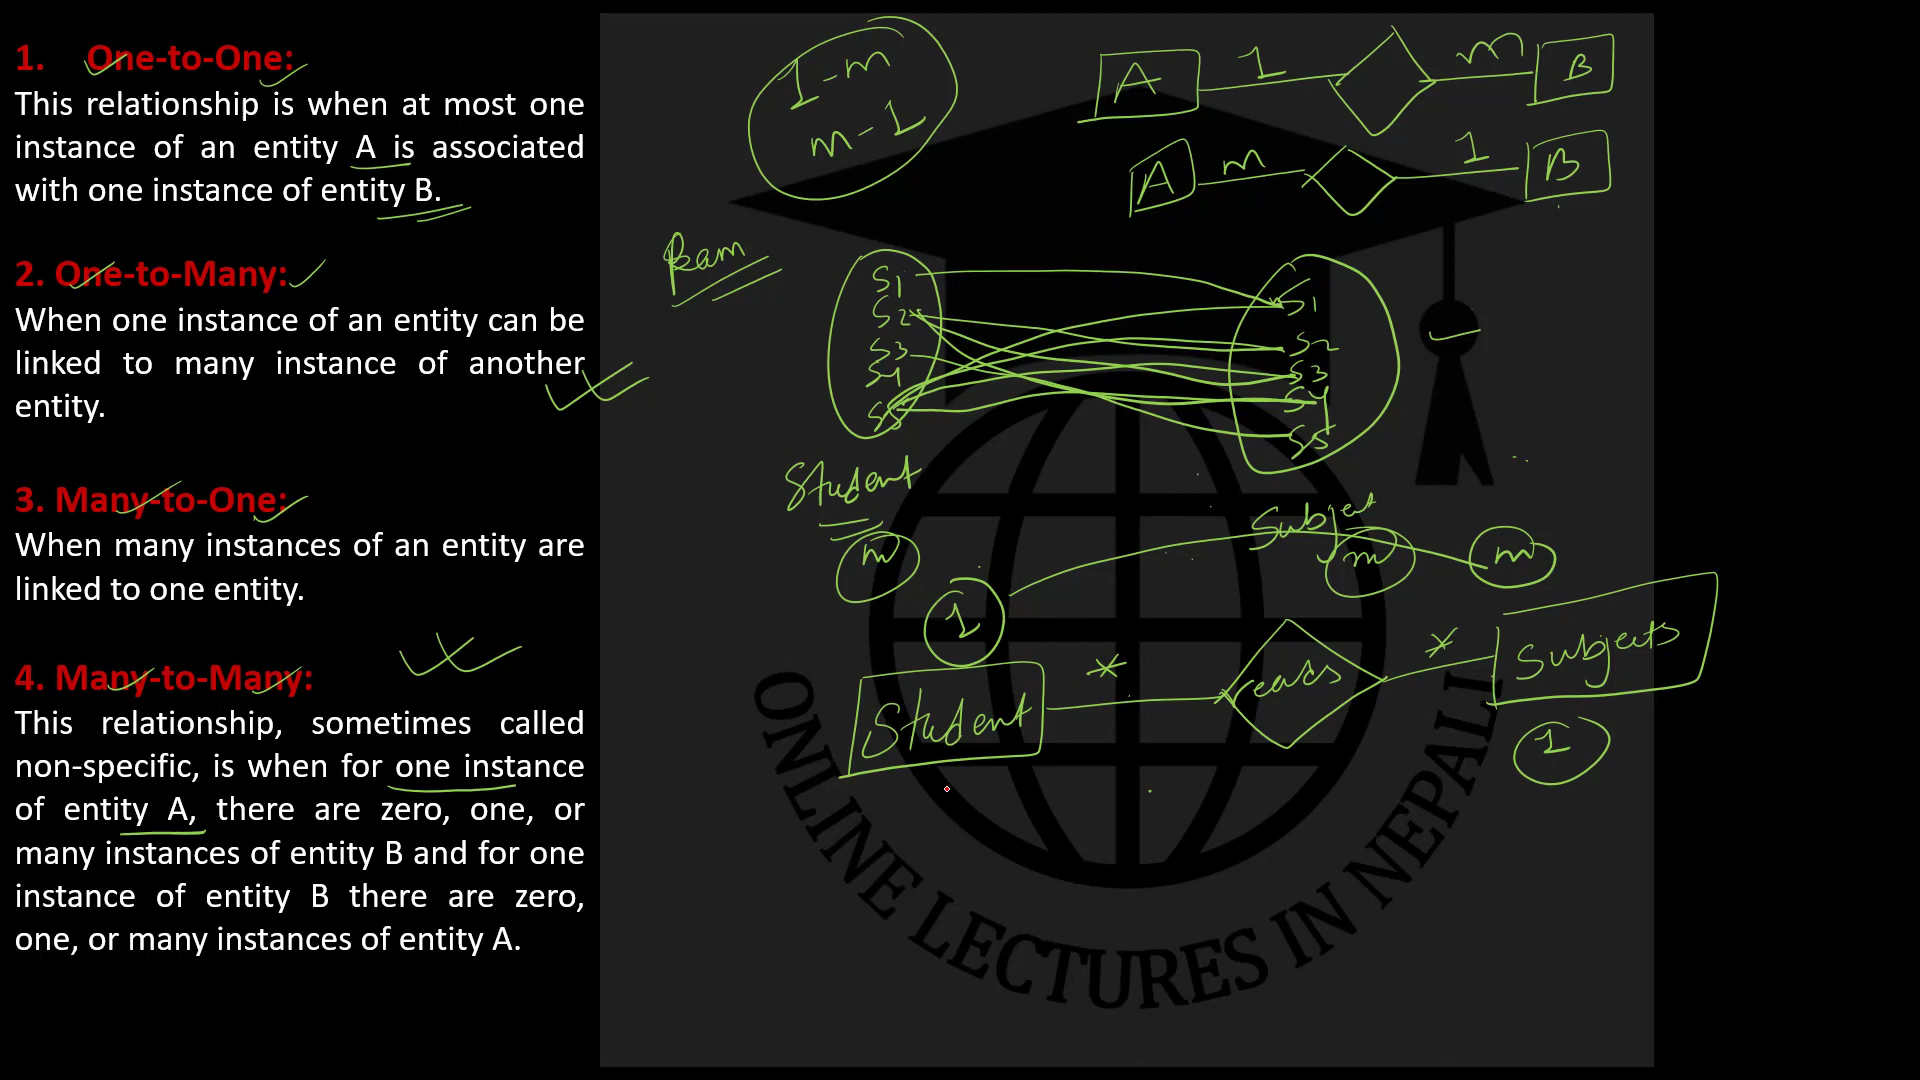 1. One-to-One:
This relationship is when at most one
instance of an entity A is associated
with one instance of entity B.
2. One-to-Many:
When one instance of an entity can be
linked to many instance of another
entity.
3. Many-to-One:
When many instances of an entity are
linked to one entity.
4. Many-to-Many:
This relationship, sometimes called
non-specific, is when for one instance
of entity A, there are zero, one, or
many instances of entity B and for one
instance of entity B there are zero,
one, or many instances of entity A.
1-m
m-1
A 1 m B
A m 1 B
Ram
S1
S2
S3
S4
S5
S1
S2
S3
S4
S5
Student
Subject
m
m
m
1
Student * * Subjects
1
ONLINE LECTURES IN NEPALI